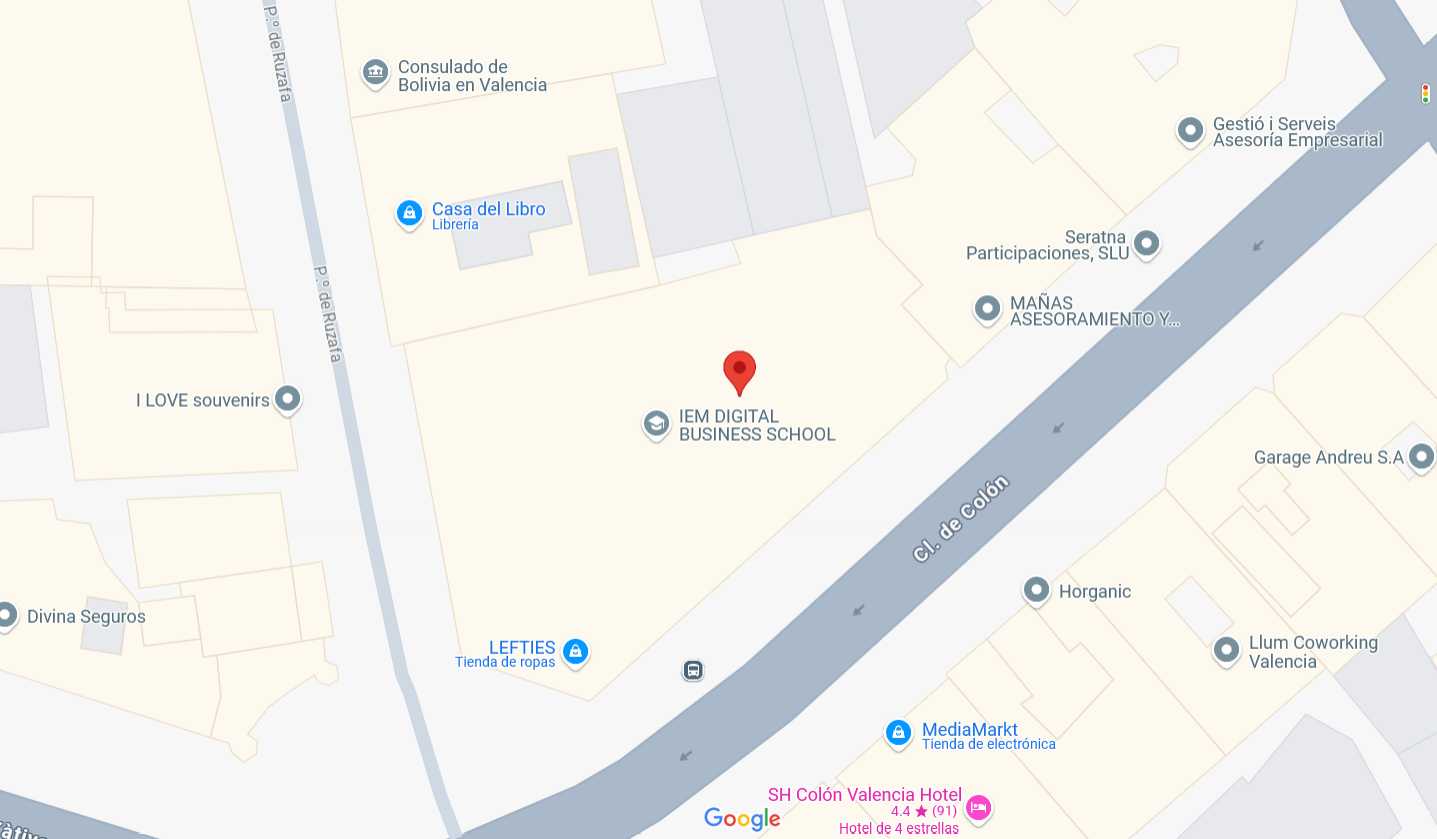 P.º de Ruzafa
Consulado de
Bolivia en Valencia
Gestió i Serveis
Asesoría Empresarial
Casa del Libro
Librería
Seratna
Participaciones, SLU
P.º de Ruzafa
MAÑAS
ASESORAMIENTO Y...
I LOVE souvenirs
IEM DIGITAL
BUSINESS SCHOOL
Garage Andreu S.A
Cl. de Colón
Horganic
Divina Seguros
LEFTIES
Tienda de ropas
Llum Coworking
Valencia
MediaMarkt
Tienda de electrónica
SH Colón Valencia Hotel
4.4 ★ (91)
Hotel de 4 estrellas
Google